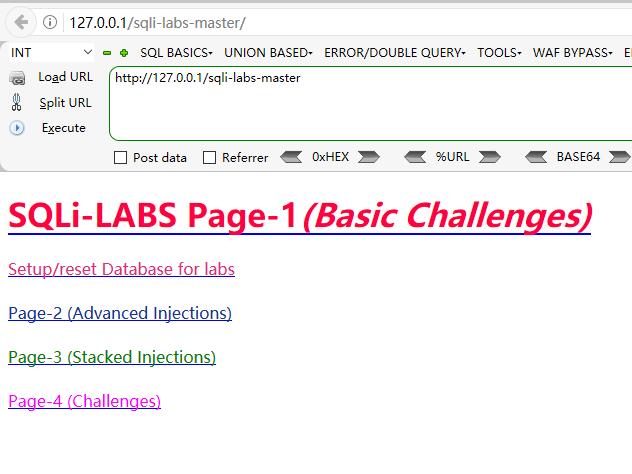 127.0.0.1/sqli-labs-master/
INT SQL BASICS▾ UNION BASED▾ ERROR/DOUBLE QUERY▾ TOOLS▾ WAF BYPASS▾
Load URL http://127.0.0.1/sqli-labs-master
Split URL
Execute
Post data Referrer 0xHEX %URL BASE64
SQLi-LABS Page-1(Basic Challenges)
Setup/reset Database for labs
Page-2 (Advanced Injections)
Page-3 (Stacked Injections)
Page-4 (Challenges)